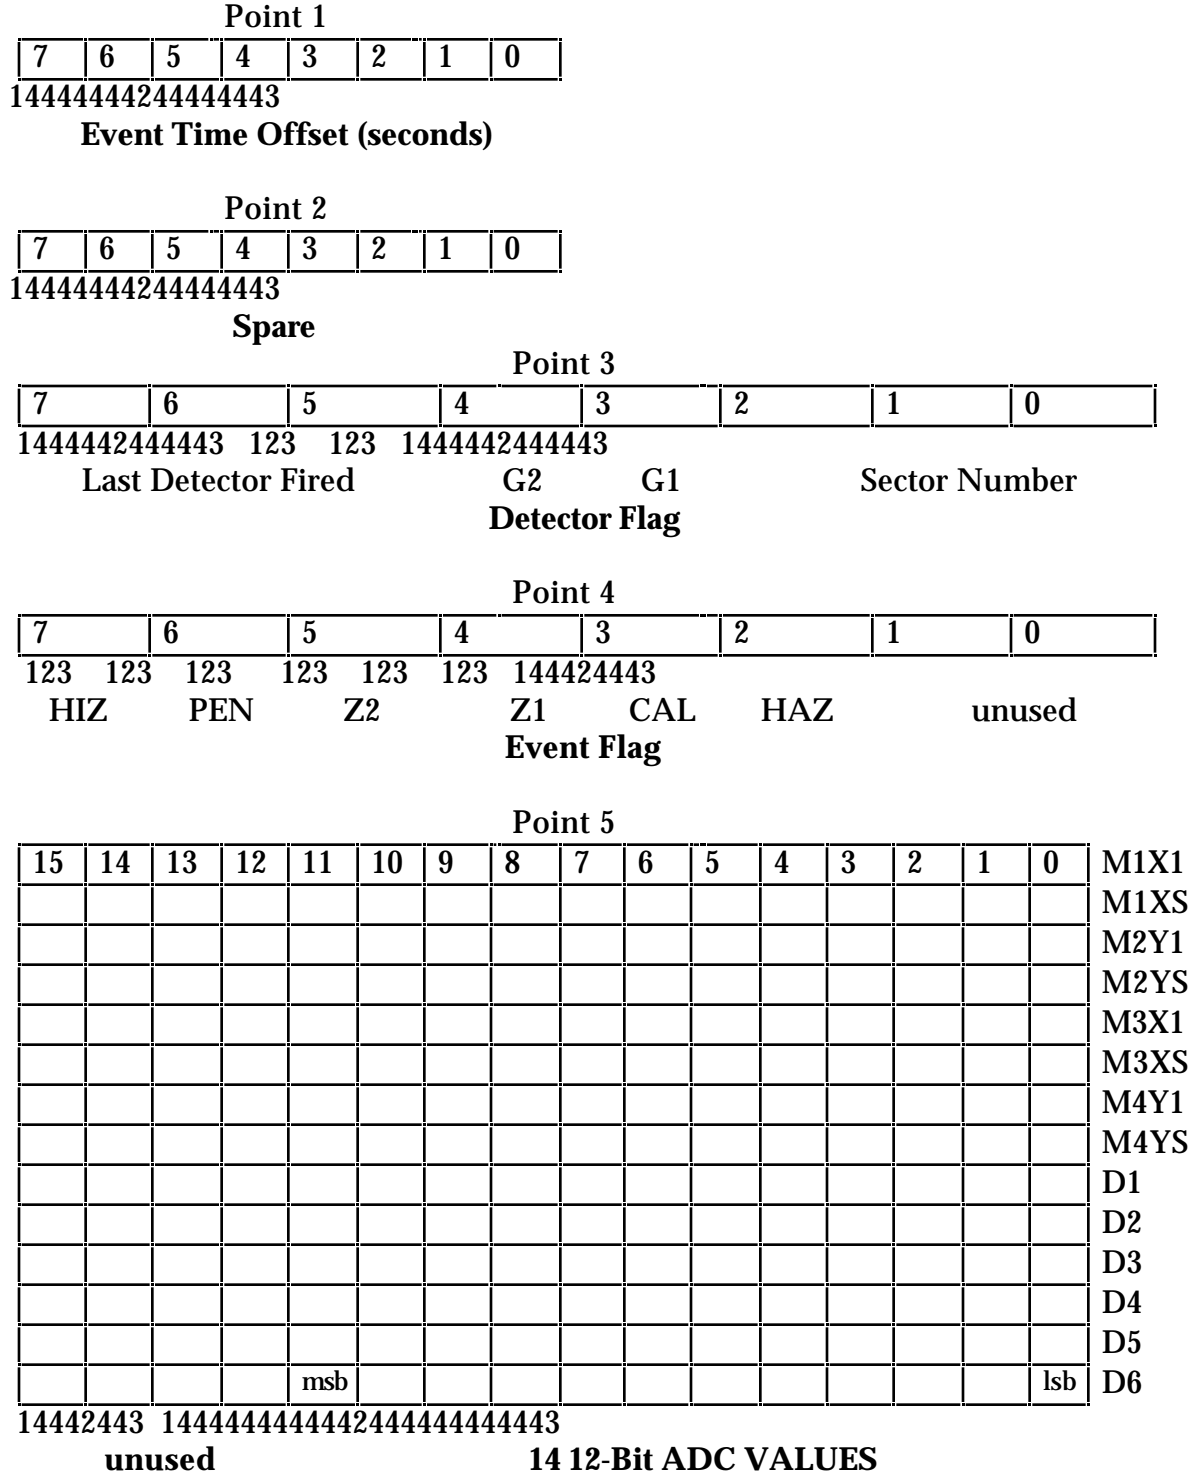 Point 1
7 6 5 4 3 2 1 0
144444424444443
Event Time Offset (seconds)
Point 2
7 6 5 4 3 2 1 0
144444424444443
Spare
Point 3
7 6 5 4 3 2 1 0
1444442444443 123 123 1444442444443
Last Detector Fired G2 G1 Sector Number
Detector Flag
Point 4
7 6 5 4 3 2 1 0
123 123 123 123 123 123 144424443
HIZ PEN Z2 Z1 CAL HAZ unused
Event Flag
Point 5
15 14 13 12 11 10 9 8 7 6 5 4 3 2 1 0 M1X1
M1XS
M2Y1
M2YS
M3X1
M3XS
M4Y1
M4YS
D1
D2
D3
D4
D5
msb lsb D6
14442443 144444444444244444444443
unused 14 12-Bit ADC VALUES